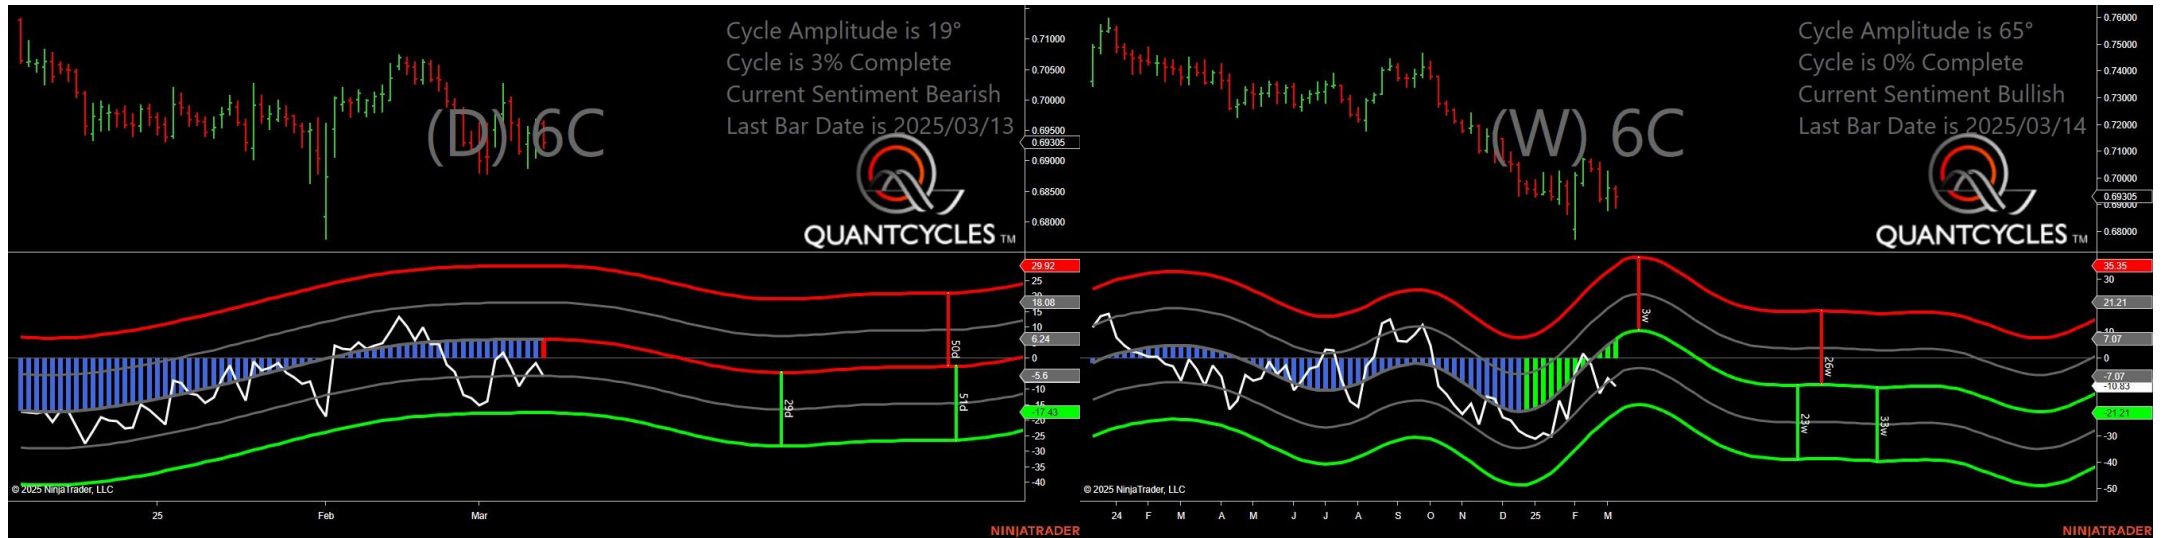 Cycle Amplitude is 19°
Cycle is 3% Complete
Current Sentiment Bearish
Last Bar Date is 2025/03/13
(D) 6C
QUANTCYCLES TM
0.71000
0.70500
0.70000
0.69500
0.69305
0.69000
0.68500
0.68000
29.92
25
18.08
15
10
6.24
0
-5.6
-10
-17.43
-20
-25
-30
-35
-40
29d
50d
51d
© 2025 NinjaTrader, LLC
25 Feb Mar
NINJATRADER
Cycle Amplitude is 65°
Cycle is 0% Complete
Current Sentiment Bullish
Last Bar Date is 2025/03/14
(W) 6C
QUANTCYCLES TM
0.76000
0.75000
0.74000
0.73000
0.72000
0.71000
0.70000
0.69305
0.69000
0.68000
35.35
30
21.21
10
7.07
0
-7.07
-10.83
-21.21
-30
-40
-50
3w
26w
23w
33w
© 2025 NinjaTrader, LLC
24 F M A M J J A S O N D 25 F M
NINJATRADER